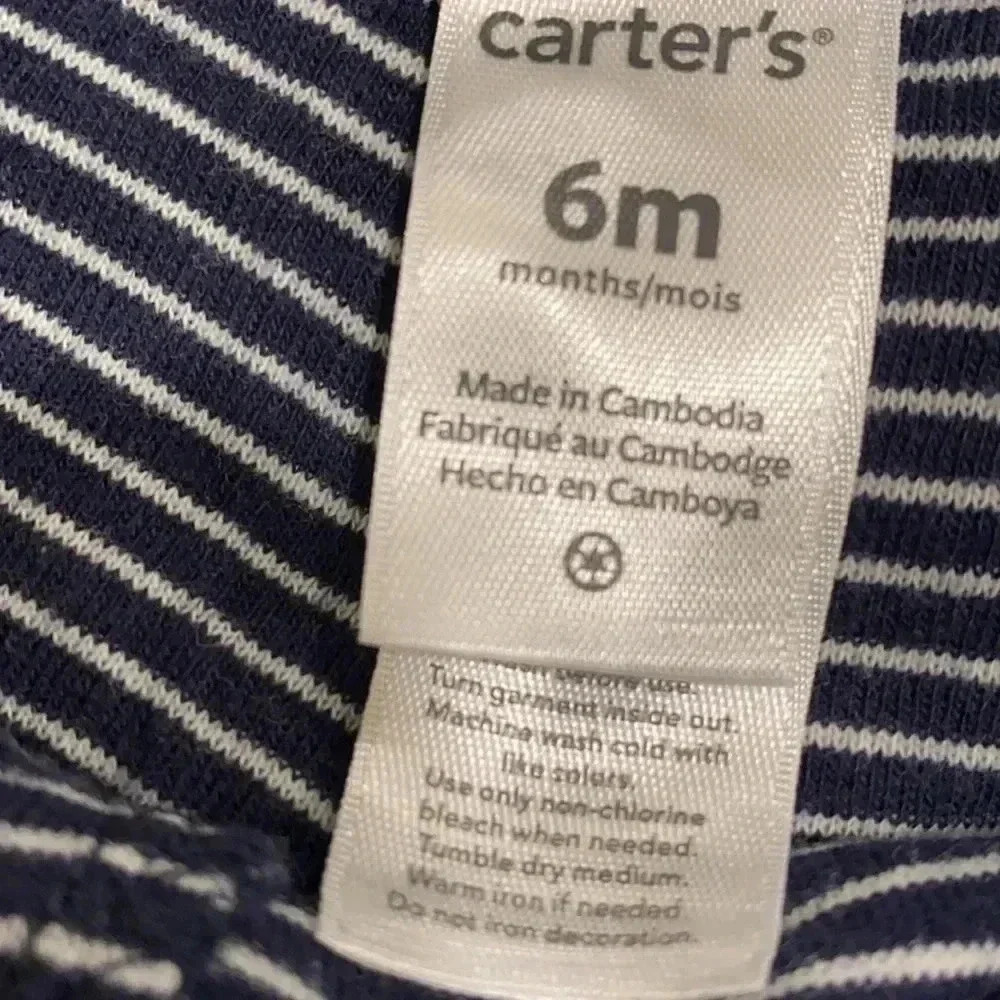 carter's®
6m
months/mois
Made in Cambodia
Fabriqué au Cambodge
Hecho en Camboya
before use.
Turn garment inside out.
Machine wash cold with
like colors.
Use only non-chlorine
bleach when needed.
Tumble dry medium.
Warm iron if needed
Do not iron decoration.